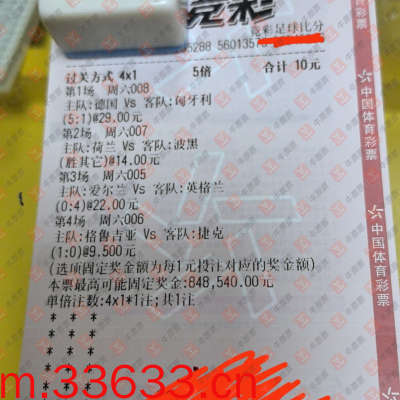 竞彩
竞彩足球比分
过关方式 4x1 5倍 合计 10元
第1场 周六008
主队:德国 Vs 客队:匈牙利
(5:1)@29.00元
第2场 周六007
主队:荷兰 Vs 客队:波黑
(胜其它)@14.00元
第3场 周六005
主队:爱尔兰 Vs 客队:英格兰
(0:4)@22.00元
第4场 周六006
主队:格鲁吉亚 Vs 客队:捷克
(1:0)@9.500元
(选项固定奖金额为每1元投注对应的奖金额)
本票最高可能固定奖金:848,540.00元
单倍注数:4x1*1注;共1注
中国体育彩票
中国体育彩票
m.33633.cn